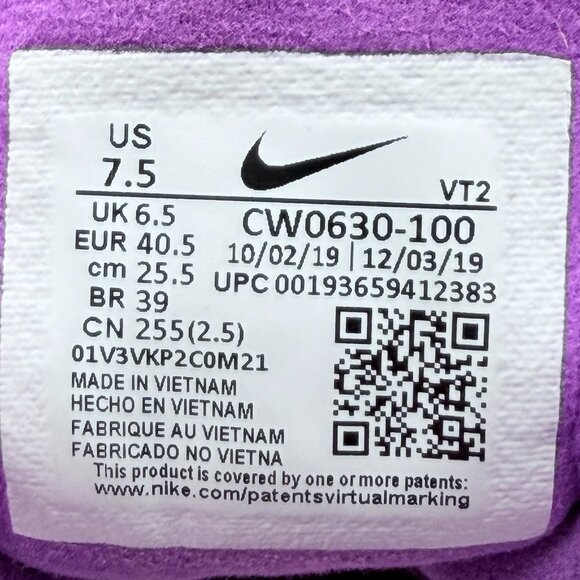 US
7.5
VT2
UK 6.5
CW0630-100
EUR 40.5
10/02/19 | 12/03/19
cm 25.5
UPC 00193659412383
BR 39
CN 255(2.5)
01V3VKP2C0M21
MADE IN VIETNAM
HECHO EN VIETNAM
FABRIQUE AU VIETNAM
FABRICADO NO VIETNA
This product is covered by one or more patents:
www.nike.com/patentsvirtualmarking